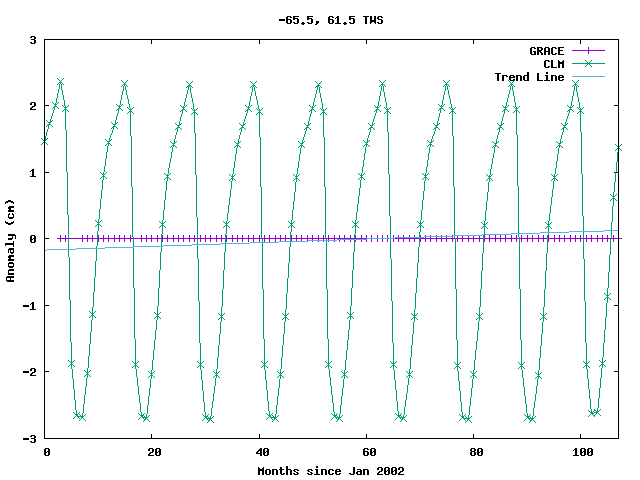 -65.5, 61.5 TWS
GRACE
CLM
Trend Line
3
2
1
0
-1
-2
-3
Anomaly (cm)
0 20 40 60 80 100
Months since Jan 2002